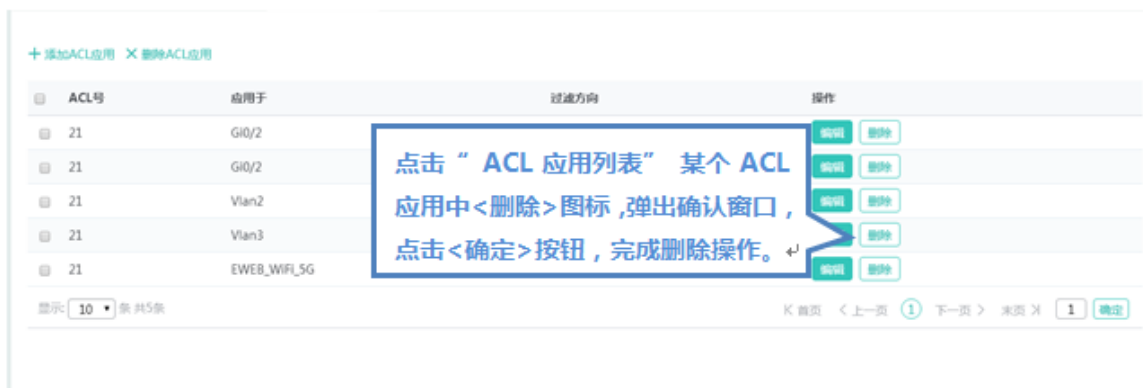 添加ACL应用 删除ACL应用
ACL号 应用于 过滤方向 操作
21 Gi0/2 编辑 删除
21 Gi0/2 编辑 删除
21 Vlan2 编辑 删除
21 Vlan3 删除
21 EWEB_WiFi_5G 编辑 删除
点击“ ACL 应用列表” 某个 ACL
应用中<删除>图标 ,弹出确认窗口 ,
点击<确定>按钮 , 完成删除操作。
显示: 10 条 共5条 首页 上一页 1 下一页 末页 1 确定